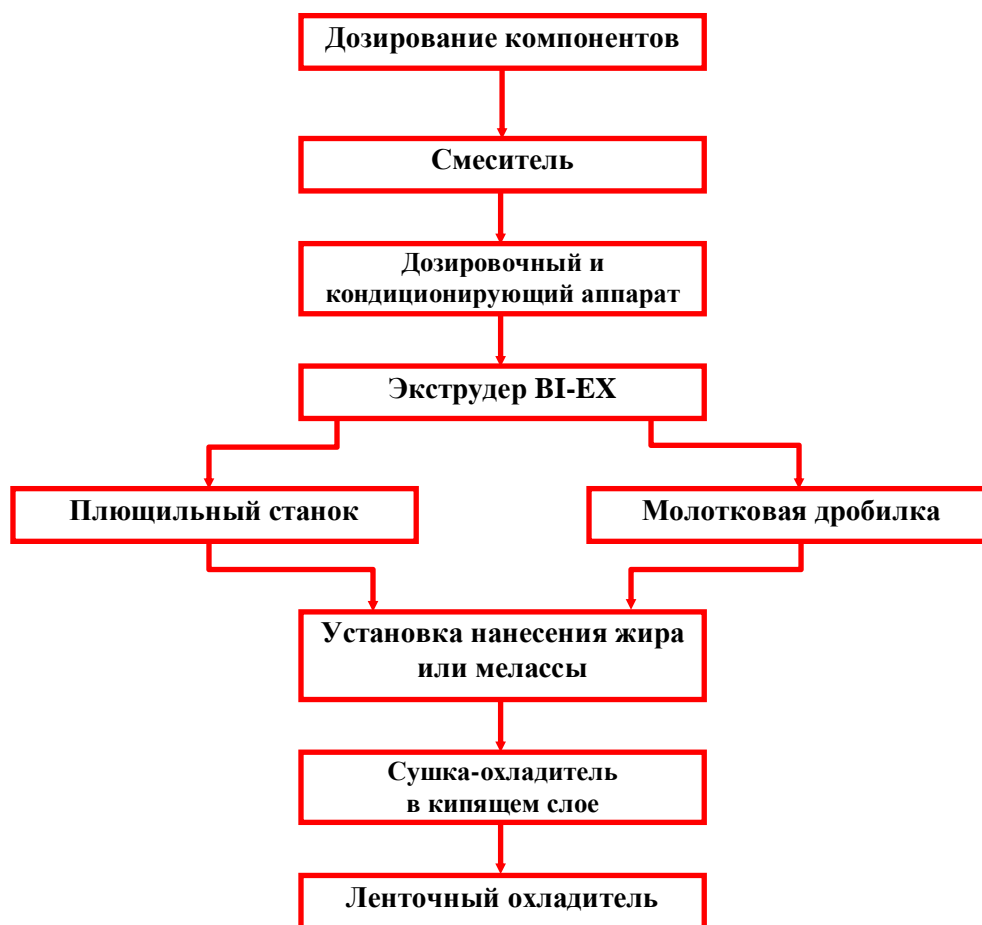 Дозирование компонентов
Смеситель
Дозировочный и
кондиционирующий аппарат
Экструдер BI-EX
Плющильный станок
Молотковая дробилка
Установка нанесения жира
или мелассы
Сушка-охладитель
в кипящем слое
Ленточный охладитель